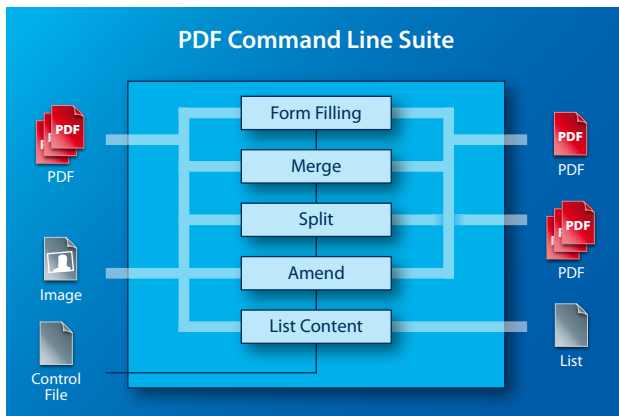 PDF Command Line Suite
PDF
PDF
Image
Control
File
Form Filling
Merge
Split
Amend
List Content
PDF
PDF
PDF
PDF
List